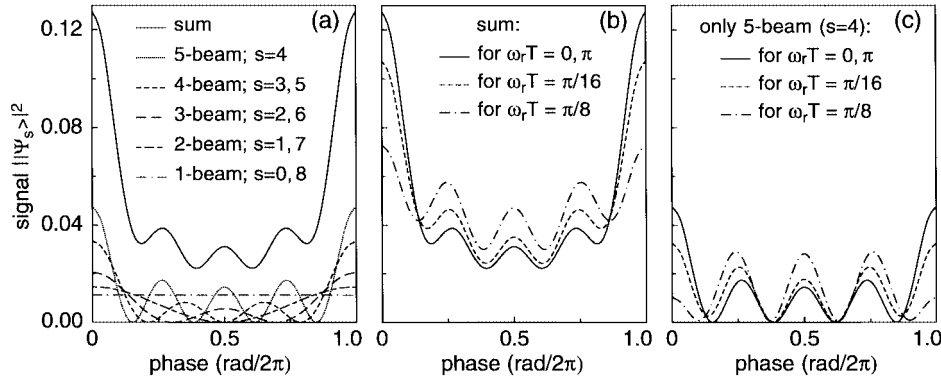 signal ||Ψs>|²
0.12
0.08
0.04
0.00
(a)
sum
5-beam; s=4
4-beam; s=3, 5
3-beam; s=2, 6
2-beam; s=1, 7
1-beam; s=0, 8
0
0.5
1.0
phase (rad/2π)
(b)
sum:
for ωrT = 0, π
for ωrT = π/16
for ωrT = π/8
0
0.5
1.0
phase (rad/2π)
(c)
only 5-beam (s=4):
for ωrT = 0, π
for ωrT = π/16
for ωrT = π/8
0
0.5
1.0
phase (rad/2π)